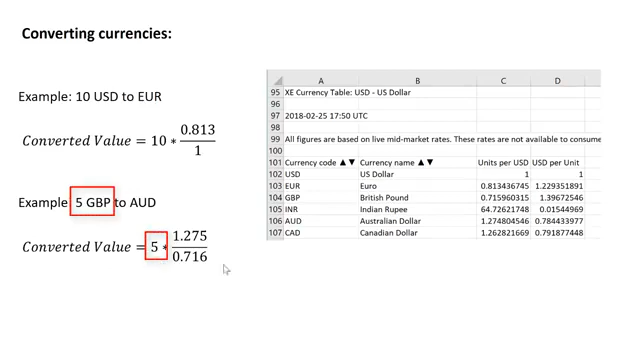 Converting currencies:
Example: 10 USD to EUR
Converted Value = 10 * 0.813 / 1
Example 5 GBP to AUD
Converted Value = 5 * 1.275 / 0.716
A B C D
95 XE Currency Table: USD - US Dollar
96
97 2018-02-25 17:50 UTC
98
99 All figures are based on live mid-market rates. These rates are not available to consume
100
101 Currency code ▲▼ Currency name ▲▼ Units per USD USD per Unit
102 USD US Dollar 1 1
103 EUR Euro 0.813436745 1.229351891
104 GBP British Pound 0.715960315 1.39672546
105 INR Indian Rupee 64.72621748 0.01544969
106 AUD Australian Dollar 1.274804546 0.784433977
107 CAD Canadian Dollar 1.262821669 0.791877448